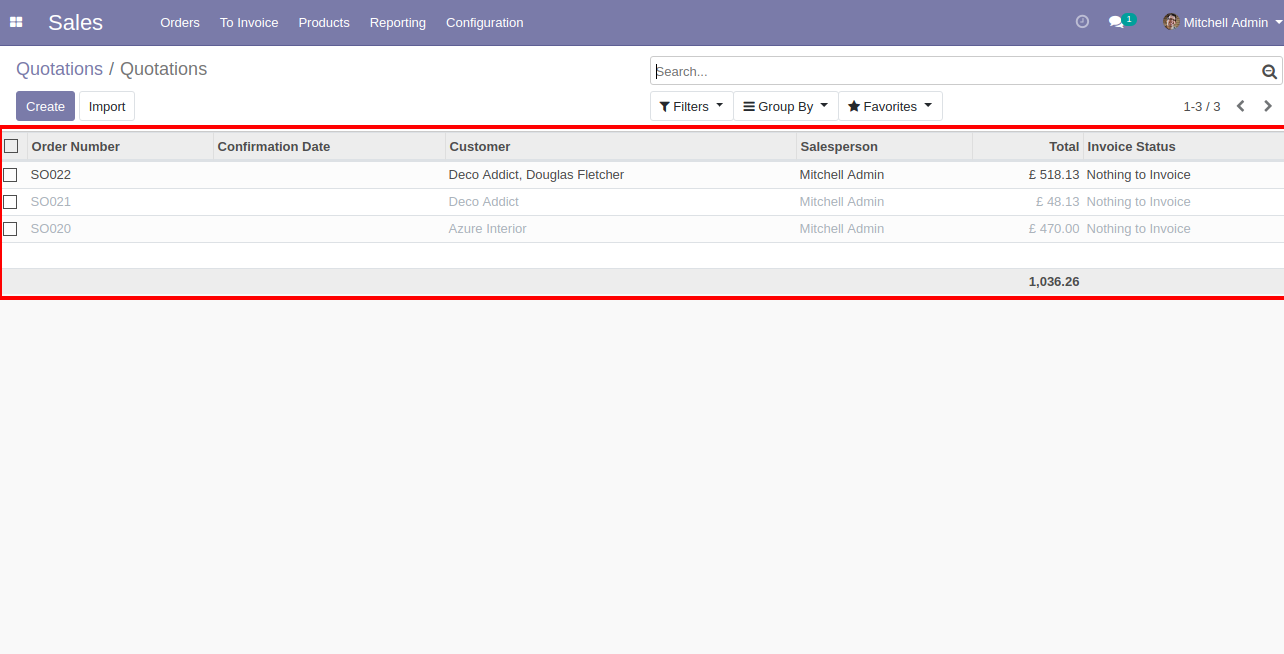 Sales Orders To Invoice Products Reporting Configuration 1 Mitchell Admin
Quotations / Quotations Search...
Create Import Filters Group By Favorites 1-3 / 3
Order Number Confirmation Date Customer Salesperson Total Invoice Status
SO022 Deco Addict, Douglas Fletcher Mitchell Admin £ 518.13 Nothing to Invoice
SO021 Deco Addict Mitchell Admin £ 48.13 Nothing to Invoice
SO020 Azure Interior Mitchell Admin £ 470.00 Nothing to Invoice
1,036.26